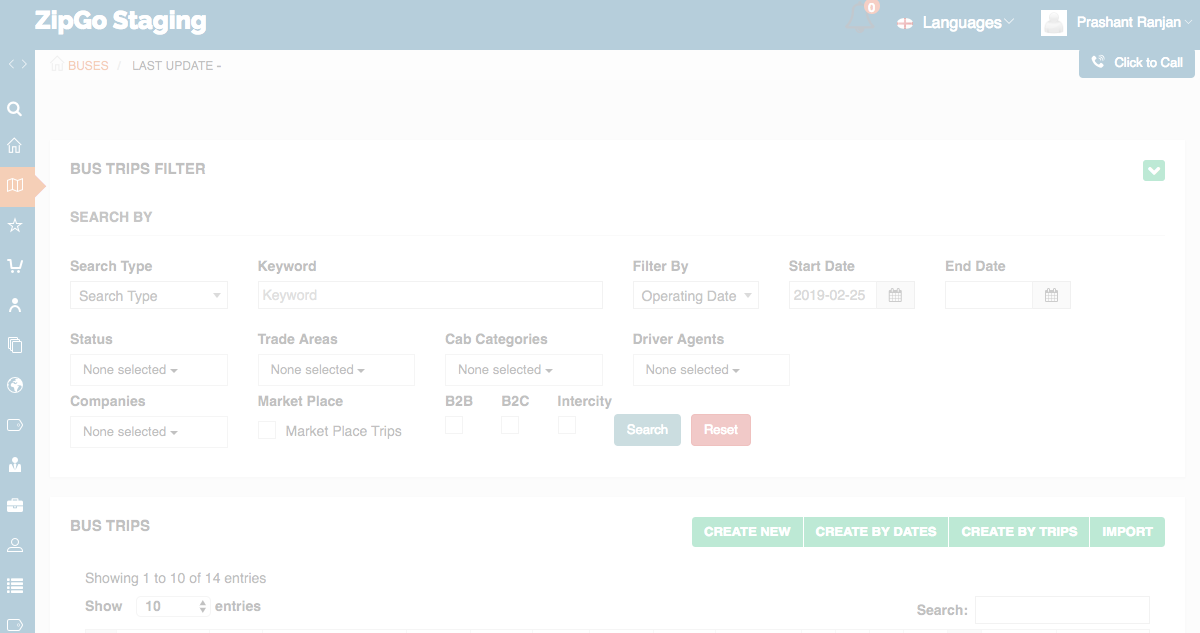 ZipGo Staging
0
Languages
Prashant Ranjan
BUSES / LAST UPDATE -
Click to Call
BUS TRIPS FILTER
SEARCH BY
Search Type Keyword Filter By Start Date End Date
Search Type Keyword Operating Date 2019-02-25
Status Trade Areas Cab Categories Driver Agents
None selected None selected None selected None selected
Companies Market Place B2B B2C Intercity
None selected Market Place Trips Search Reset
BUS TRIPS
CREATE NEW CREATE BY DATES CREATE BY TRIPS IMPORT
Showing 1 to 10 of 14 entries
Show 10 entries
Search: